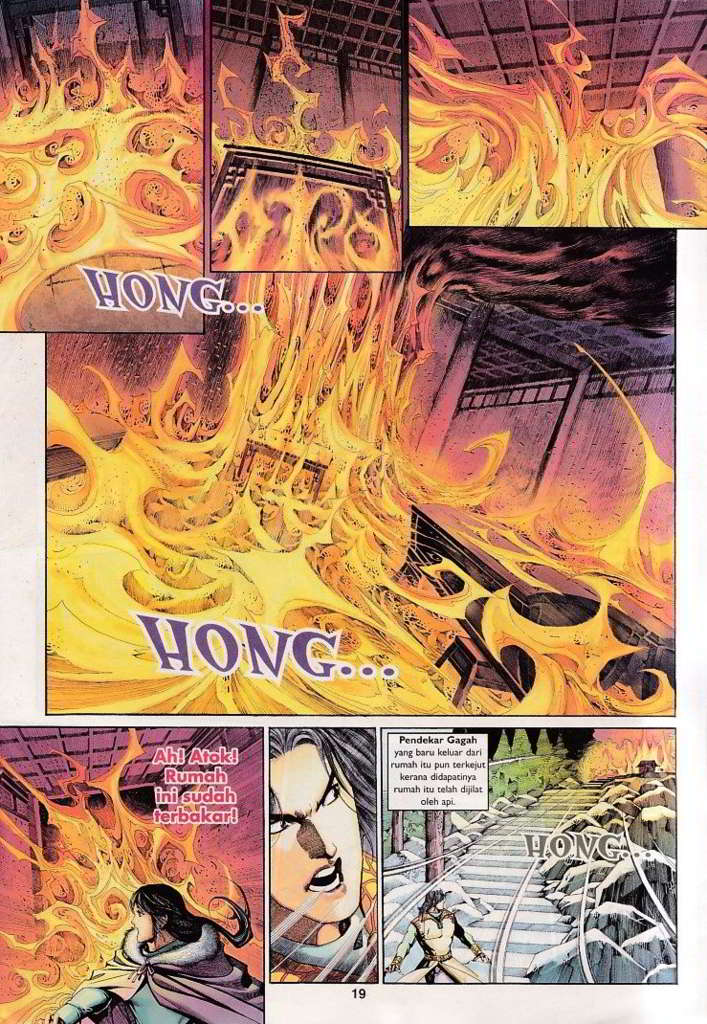 HONG...
HONG...
Ah! Atok!
Rumah
ini sudah
terbakar!
Pendekar Gagah
yang baru keluar dari
rumah itu pun terkejut
kerana didapatinya
rumah itu telah dijilat
oleh api.
HONG...
19